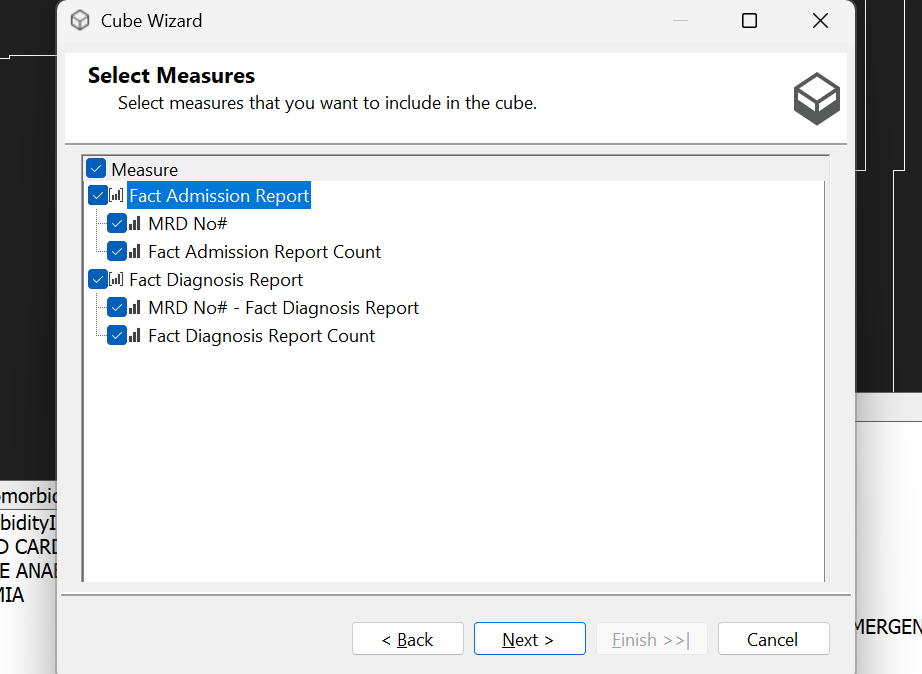 Cube Wizard
Select Measures
Select measures that you want to include in the cube.
Measure
Fact Admission Report
MRD No#
Fact Admission Report Count
Fact Diagnosis Report
MRD No# - Fact Diagnosis Report
Fact Diagnosis Report Count
omorbid
bidityI
D CARD
E ANAE
MIA
MERGEN
< Back
Next >
Finish >>|
Cancel